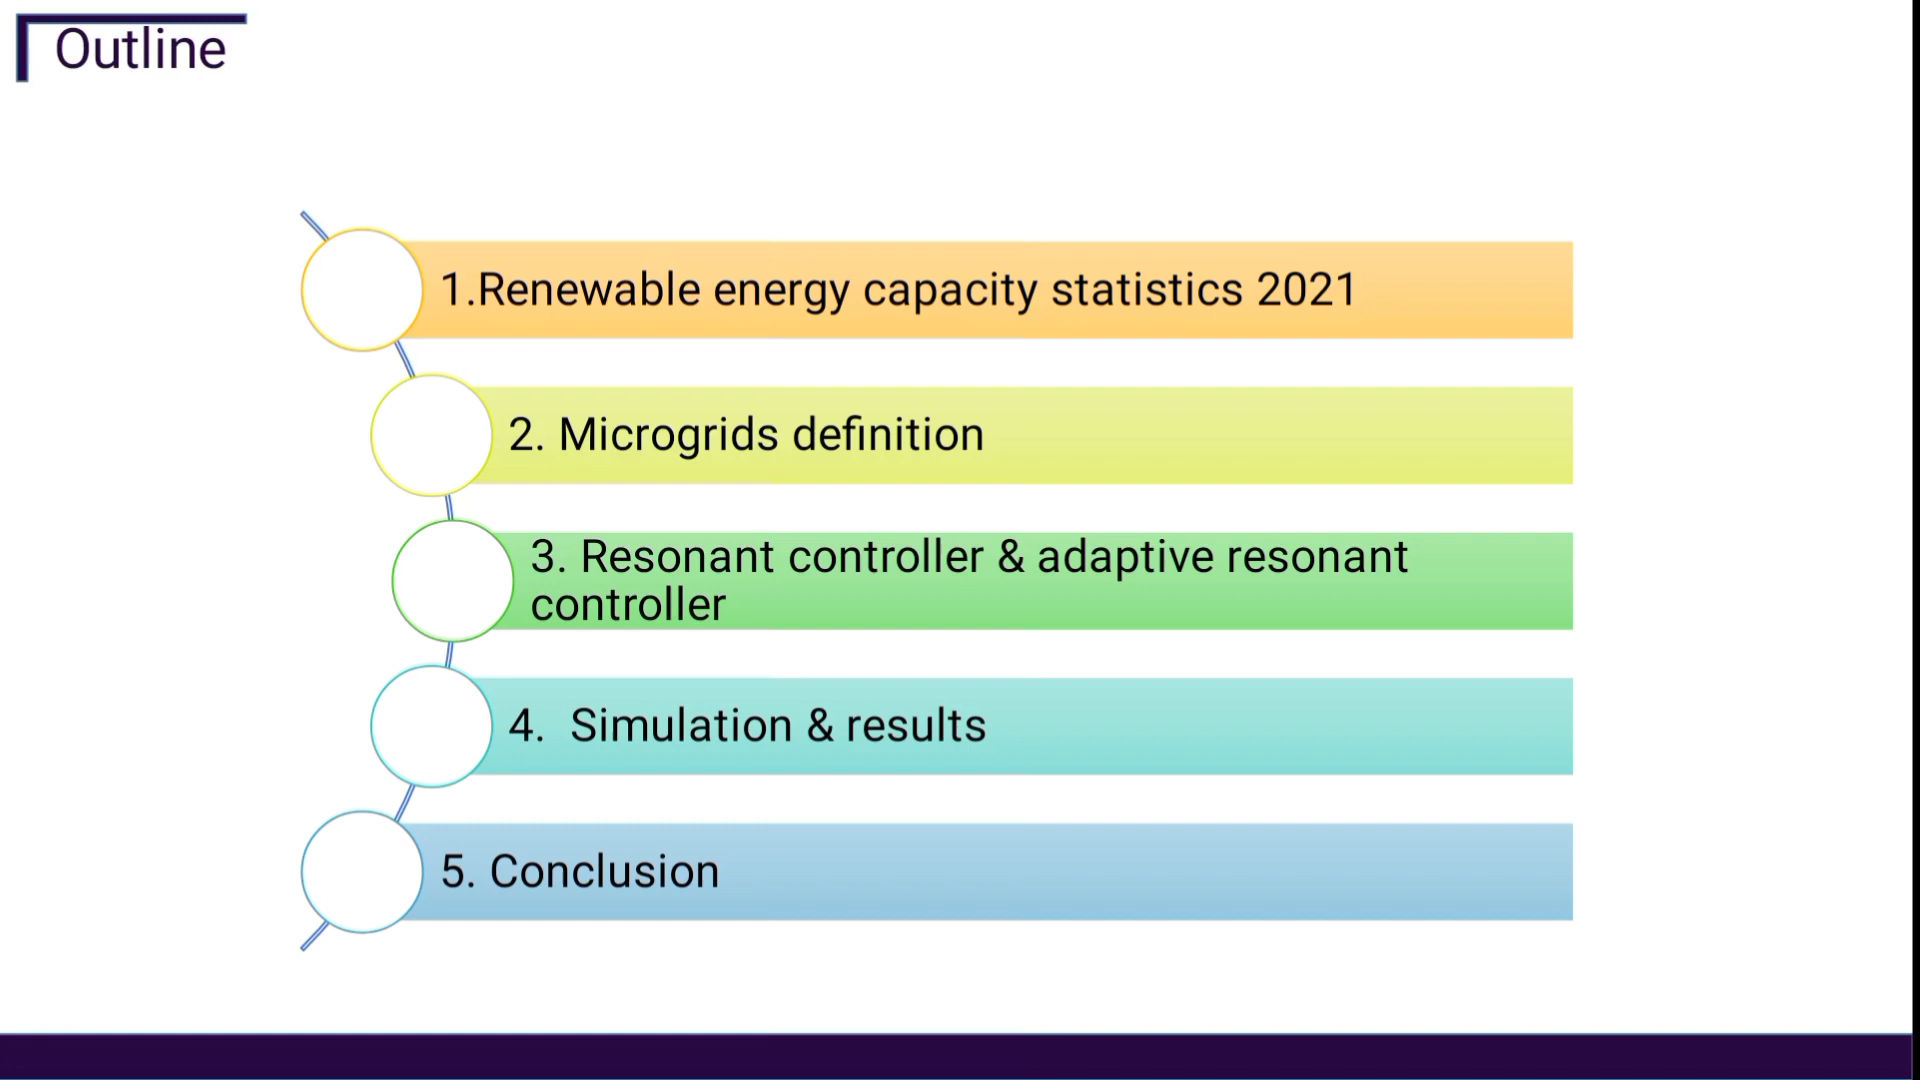 Outline
1.Renewable energy capacity statistics 2021
2. Microgrids definition
3. Resonant controller & adaptive resonant
controller
4.  Simulation & results
5. Conclusion